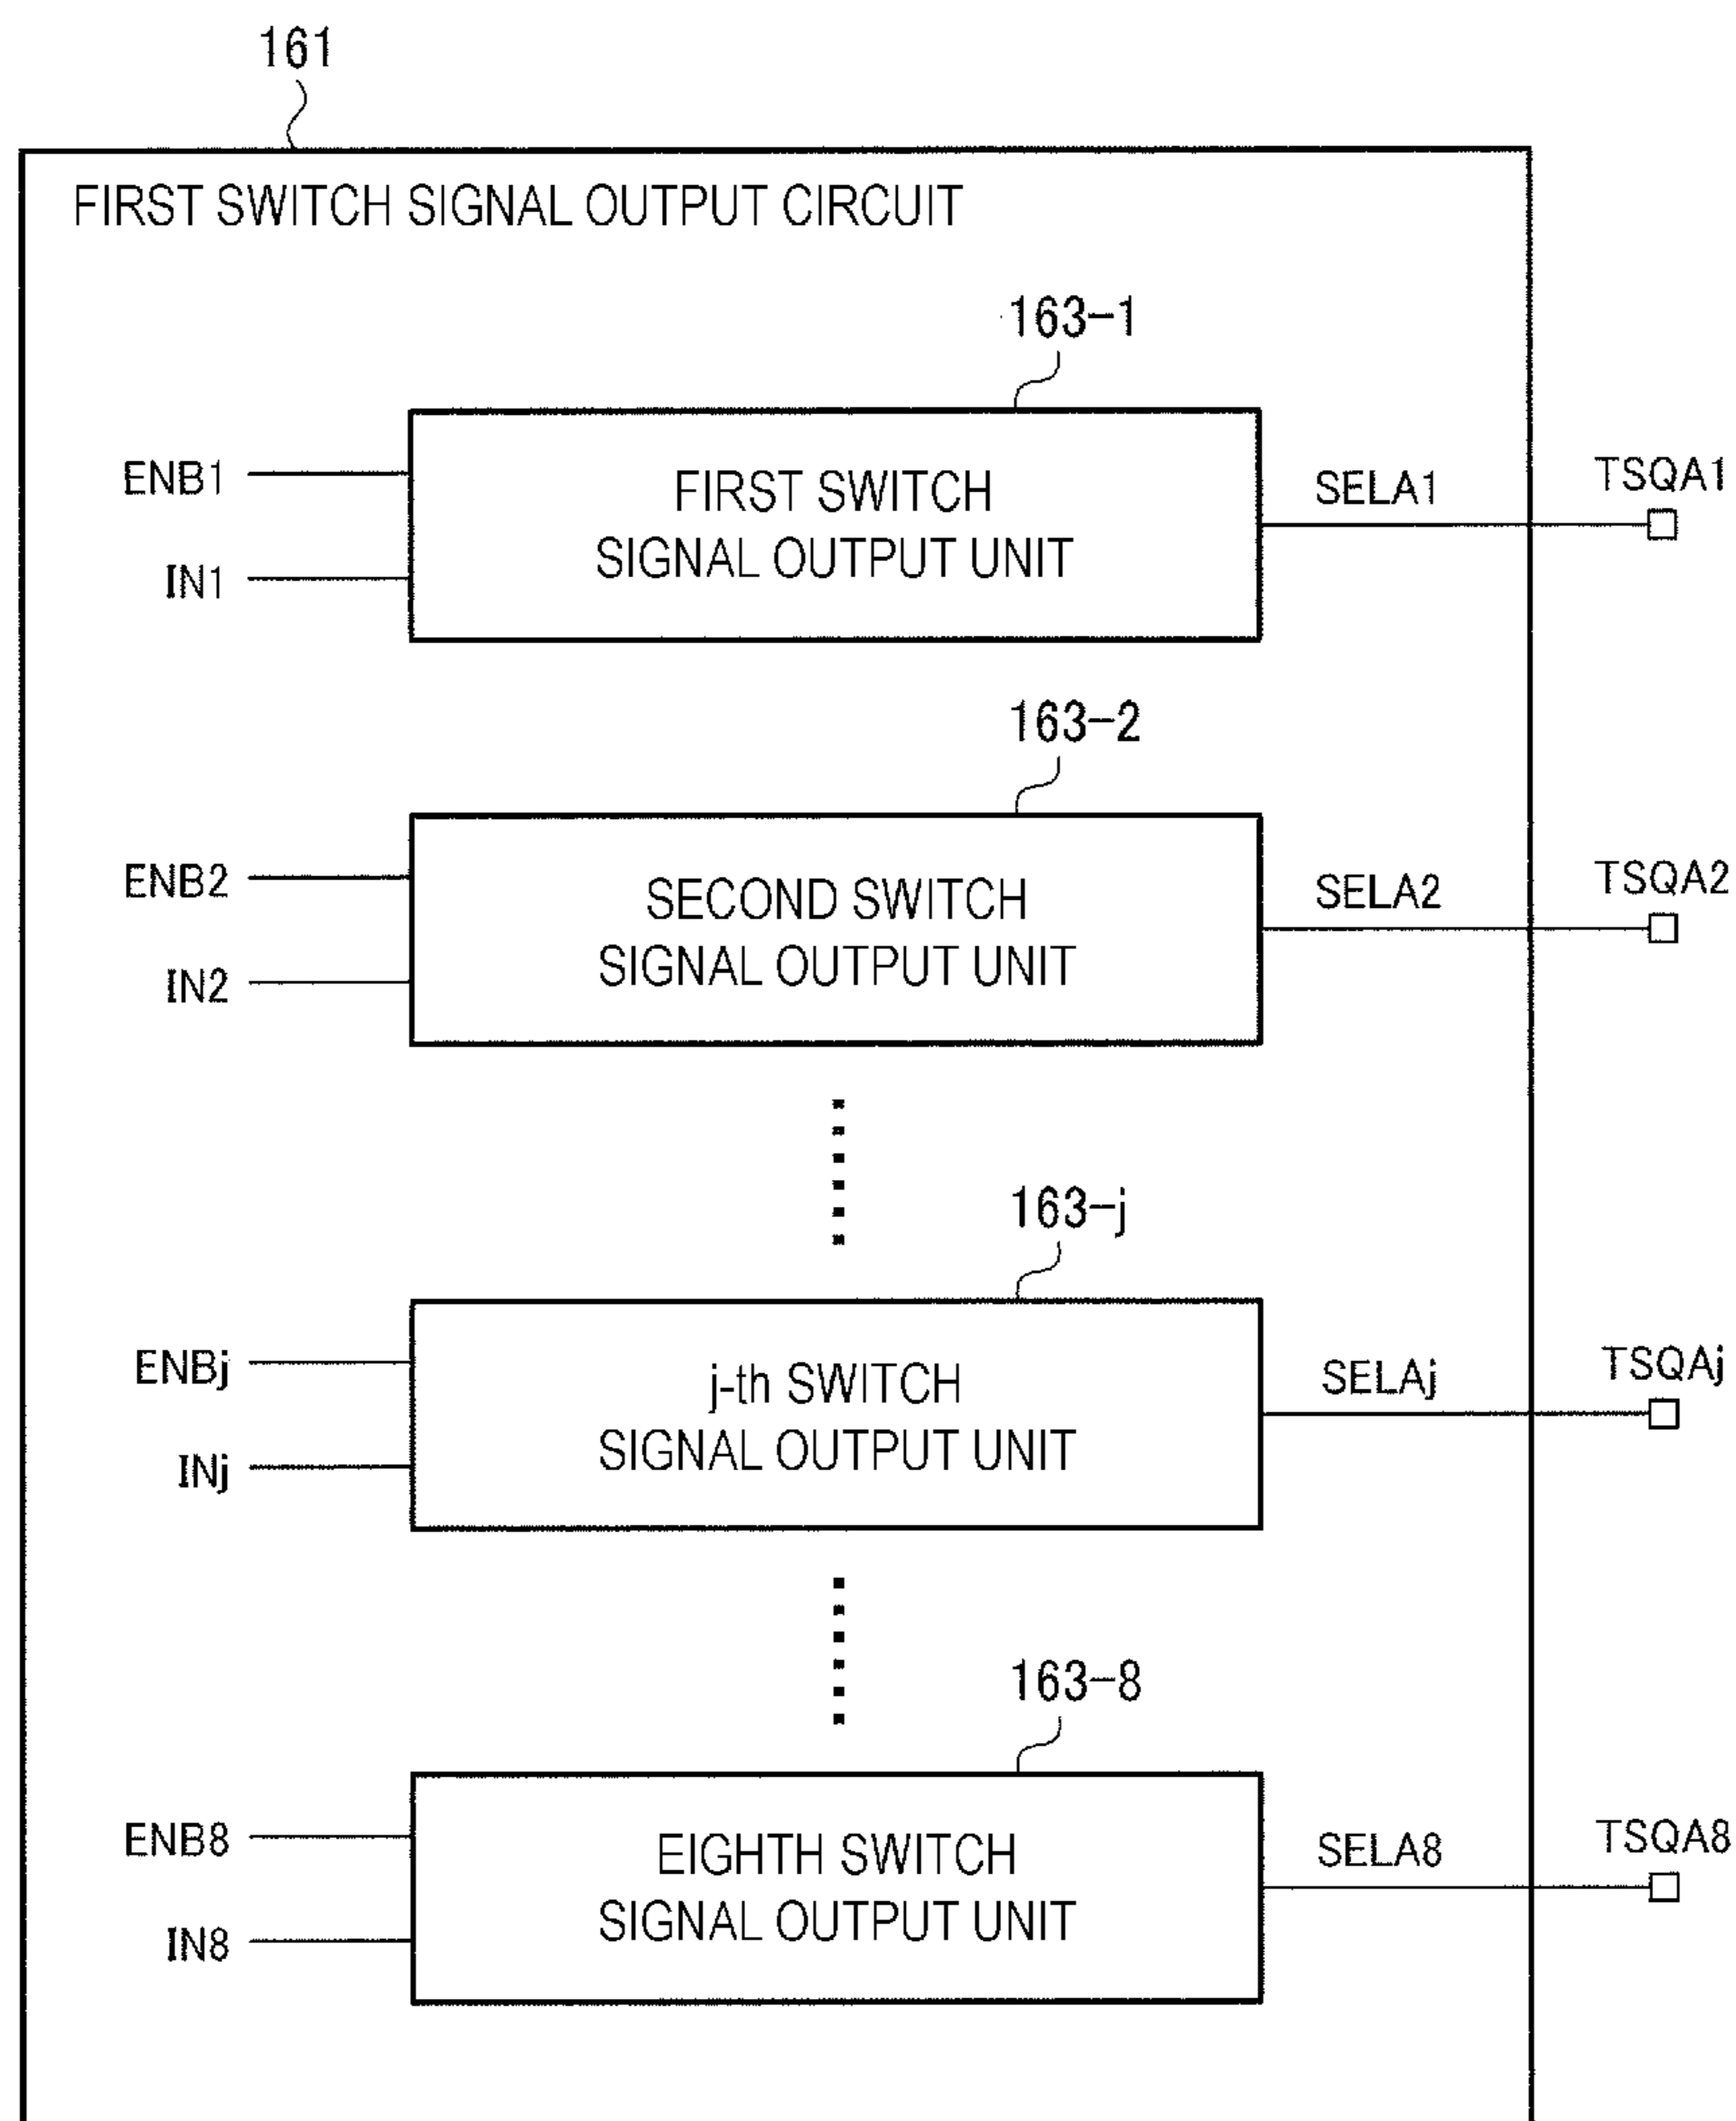 161
FIRST SWITCH SIGNAL OUTPUT CIRCUIT
163-1
ENB1
IN1
FIRST SWITCH
SIGNAL OUTPUT UNIT
SELA1
TSQA1
163-2
ENB2
IN2
SECOND SWITCH
SIGNAL OUTPUT UNIT
SELA2
TSQA2
163-j
ENBj
INj
j-th SWITCH
SIGNAL OUTPUT UNIT
SELAj
TSQAj
163-8
ENB8
IN8
EIGHTH SWITCH
SIGNAL OUTPUT UNIT
SELA8
TSQA8